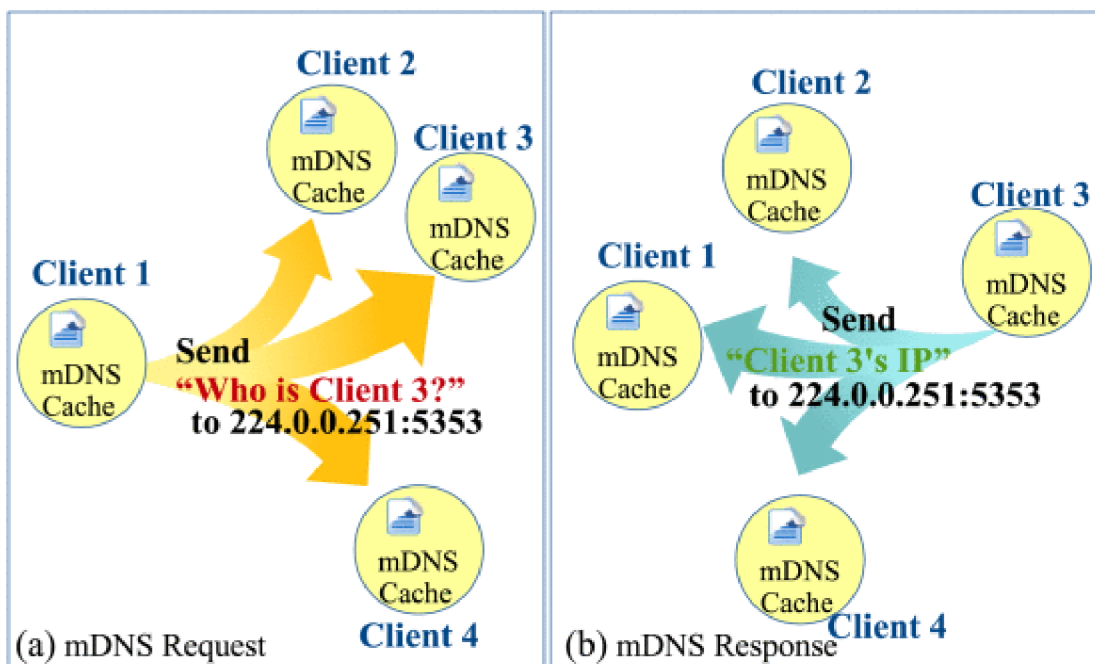 Client 2
mDNS
Cache
Client 3
mDNS
Cache
Client 1
mDNS
Cache
Send
“Who is Client 3?”
to 224.0.0.251:5353
mDNS
Cache
Client 4
(a) mDNS Request
Client 2
mDNS
Cache
Client 3
mDNS
Cache
Client 1
mDNS
Cache
Send
“Client 3's IP”
to 224.0.0.251:5353
mDNS
Cache
Client 4
(b) mDNS Response